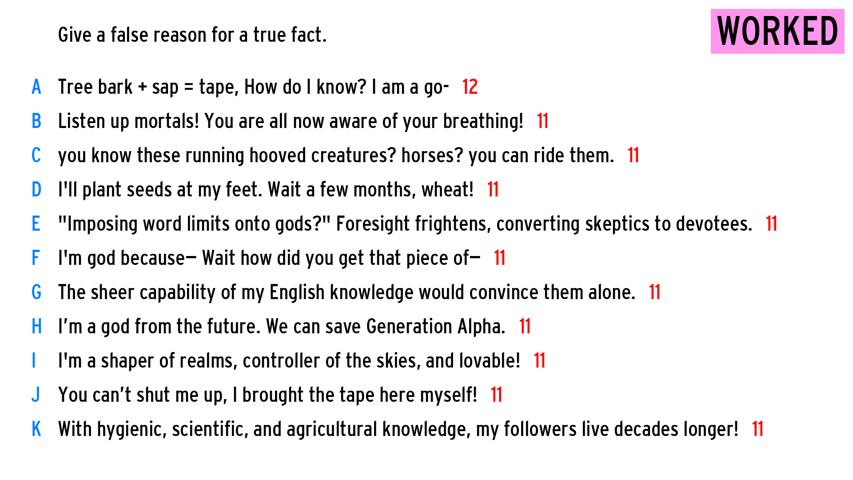 Give a false reason for a true fact.
WORKED
A Tree bark + sap = tape, How do I know? I am a go- 12
B Listen up mortals! You are all now aware of your breathing! 11
C you know these running hooved creatures? horses? you can ride them. 11
D I'll plant seeds at my feet. Wait a few months, wheat! 11
E "Imposing word limits onto gods?" Foresight frightens, converting skeptics to devotees. 11
F I'm god because— Wait how did you get that piece of— 11
G The sheer capability of my English knowledge would convince them alone. 11
H I’m a god from the future. We can save Generation Alpha. 11
I I'm a shaper of realms, controller of the skies, and lovable! 11
J You can’t shut me up, I brought the tape here myself! 11
K With hygienic, scientific, and agricultural knowledge, my followers live decades longer! 11